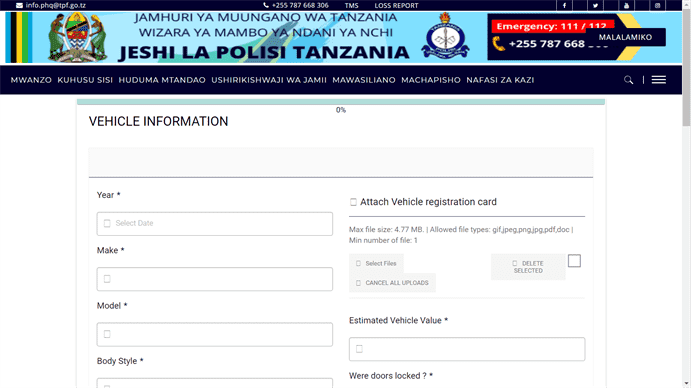 info.phq@tpf.go.tz
+255 787 668 306
TMS
LOSS REPORT
JAMHURI YA MUUNGANO WA TANZANIA
WIZARA YA MAMBO YA NDANI YA NCHI
JESHI LA POLISI TANZANIA
Emergency: 111 / 112
+255 787 668
MALALAMIKO
MWANZO KUHUSU SISI HUDUMA MTANDAO USHIRIKISHWAJI WA JAMII MAWASILIANO MACHAPISHO NAFASI ZA KAZI
0%
VEHICLE INFORMATION
Year *
Select Date
Make *
Model *
Body Style *
Attach Vehicle registration card
Max file size: 4.77 MB. | Allowed file types: gif,jpeg,png,jpg,pdf,doc |
Min number of file: 1
Select Files
DELETE
SELECTED
CANCEL ALL UPLOADS
Estimated Vehicle Value *
Were doors locked ? *